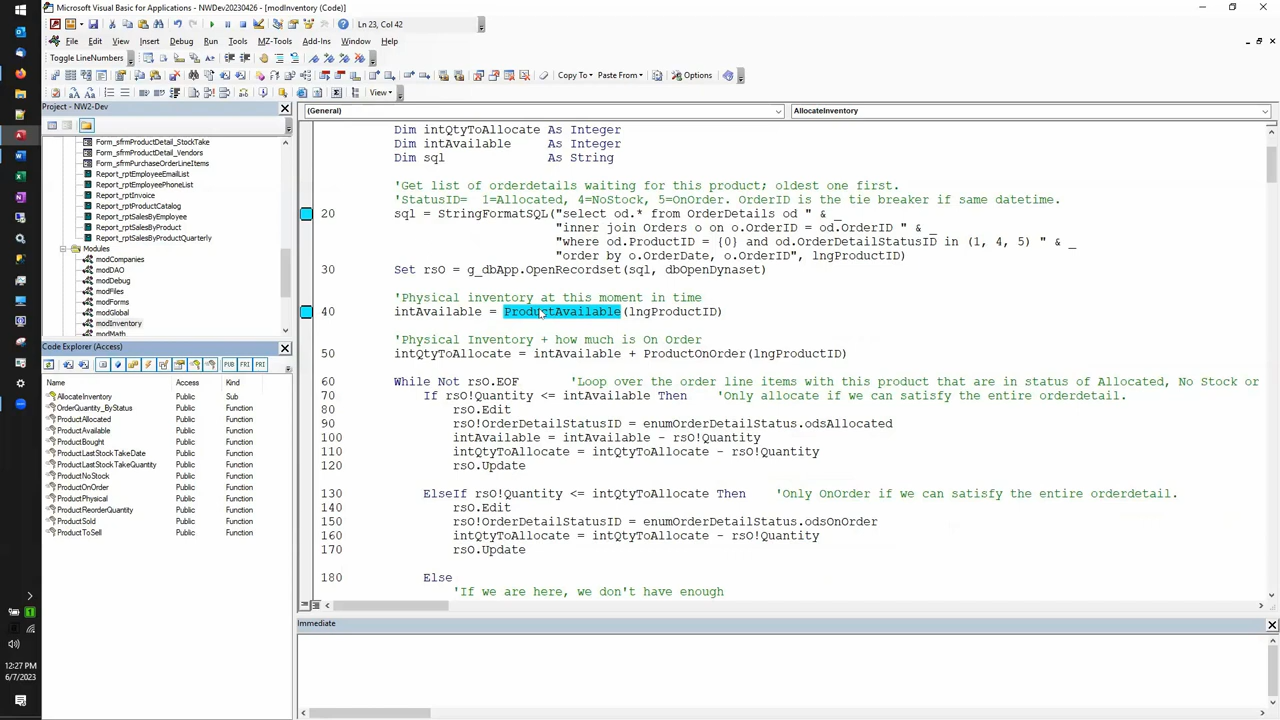 Microsoft Visual Basic for Applications - NWDev20230426 - [modInventory (Code)]
Ln 23, Col 42
File Edit View Insert Debug Run Tools MZ-Tools Add-Ins Window Help
Toggle LineNumbers
Copy To Paste From Options
View
Project - NW2-Dev
Form_sfrmProductDetail_StockTake
Form_sfrmProductDetail_Vendors
Form_sfrmPurchaseOrderLineItems
Report_rptEmployeeEmailList
Report_rptEmployeePhoneList
Report_rptInvoice
Report_rptProductCatalog
Report_rptSalesByEmployee
Report_rptSalesByProduct
Report_rptSalesByProductQuarterly
Modules
modCompanies
modDAO
modDebug
modFiles
modForms
modGlobal
modInventory
modMath
Code Explorer (Access)
PUB FRI PRI
Name Access Kind
AllocateInventory Public Sub
OrderQuantity_ByStatus Public Function
ProductAllocated Public Function
ProductAvailable Public Function
ProductBought Public Function
ProductLastStockTakeDate Public Function
ProductLastStockTakeQuantity Public Function
ProductNoStock Public Function
ProductOnOrder Public Function
ProductPhysical Public Function
ProductReorderQuantity Public Function
ProductSold Public Function
ProductToSell Public Function
(General) AllocateInventory
Dim intQtyToAllocate As Integer
Dim intAvailable As Integer
Dim sql As String
'Get list of orderdetails waiting for this product; oldest one first.
'StatusID= 1=Allocated, 4=NoStock, 5=OnOrder. OrderID is the tie breaker if same datetime.
20 sql = StringFormatSQL("select od.* from OrderDetails od " & _
"inner join Orders o on o.OrderID = od.OrderID " & _
"where od.ProductID = {0} and od.OrderDetailStatusID in (1, 4, 5) " & _
"order by o.OrderDate, o.OrderID", lngProductID)
30 Set rsO = g_dbApp.OpenRecordset(sql, dbOpenDynaset)
'Physical inventory at this moment in time
40 intAvailable = ProductAvailable(lngProductID)
'Physical Inventory + how much is On Order
50 intQtyToAllocate = intAvailable + ProductOnOrder(lngProductID)
60 While Not rsO.EOF 'Loop over the order line items with this product that are in status of Allocated, No Stock or
70 If rsO!Quantity <= intAvailable Then 'Only allocate if we can satisfy the entire orderdetail.
80 rsO.Edit
90 rsO!OrderDetailStatusID = enumOrderDetailStatus.odsAllocated
100 intAvailable = intAvailable - rsO!Quantity
110 intQtyToAllocate = intQtyToAllocate - rsO!Quantity
120 rsO.Update
130 ElseIf rsO!Quantity <= intQtyToAllocate Then 'Only OnOrder if we can satisfy the entire orderdetail.
140 rsO.Edit
150 rsO!OrderDetailStatusID = enumOrderDetailStatus.odsOnOrder
160 intQtyToAllocate = intQtyToAllocate - rsO!Quantity
170 rsO.Update
180 Else
'If we are here, we don't have enough
Immediate
1
12:27 PM
6/7/2023